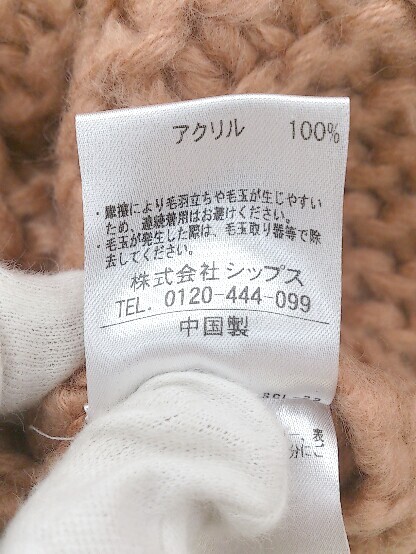 アクリル 100%
・摩擦により毛羽立ちや毛玉が生じやすい
ため、連続着用はお避けください。
・毛玉が発生した際は、毛玉取り器等で除
去してください。
株式会社シップス
TEL. 0120-444-099
中国製
表
分にご